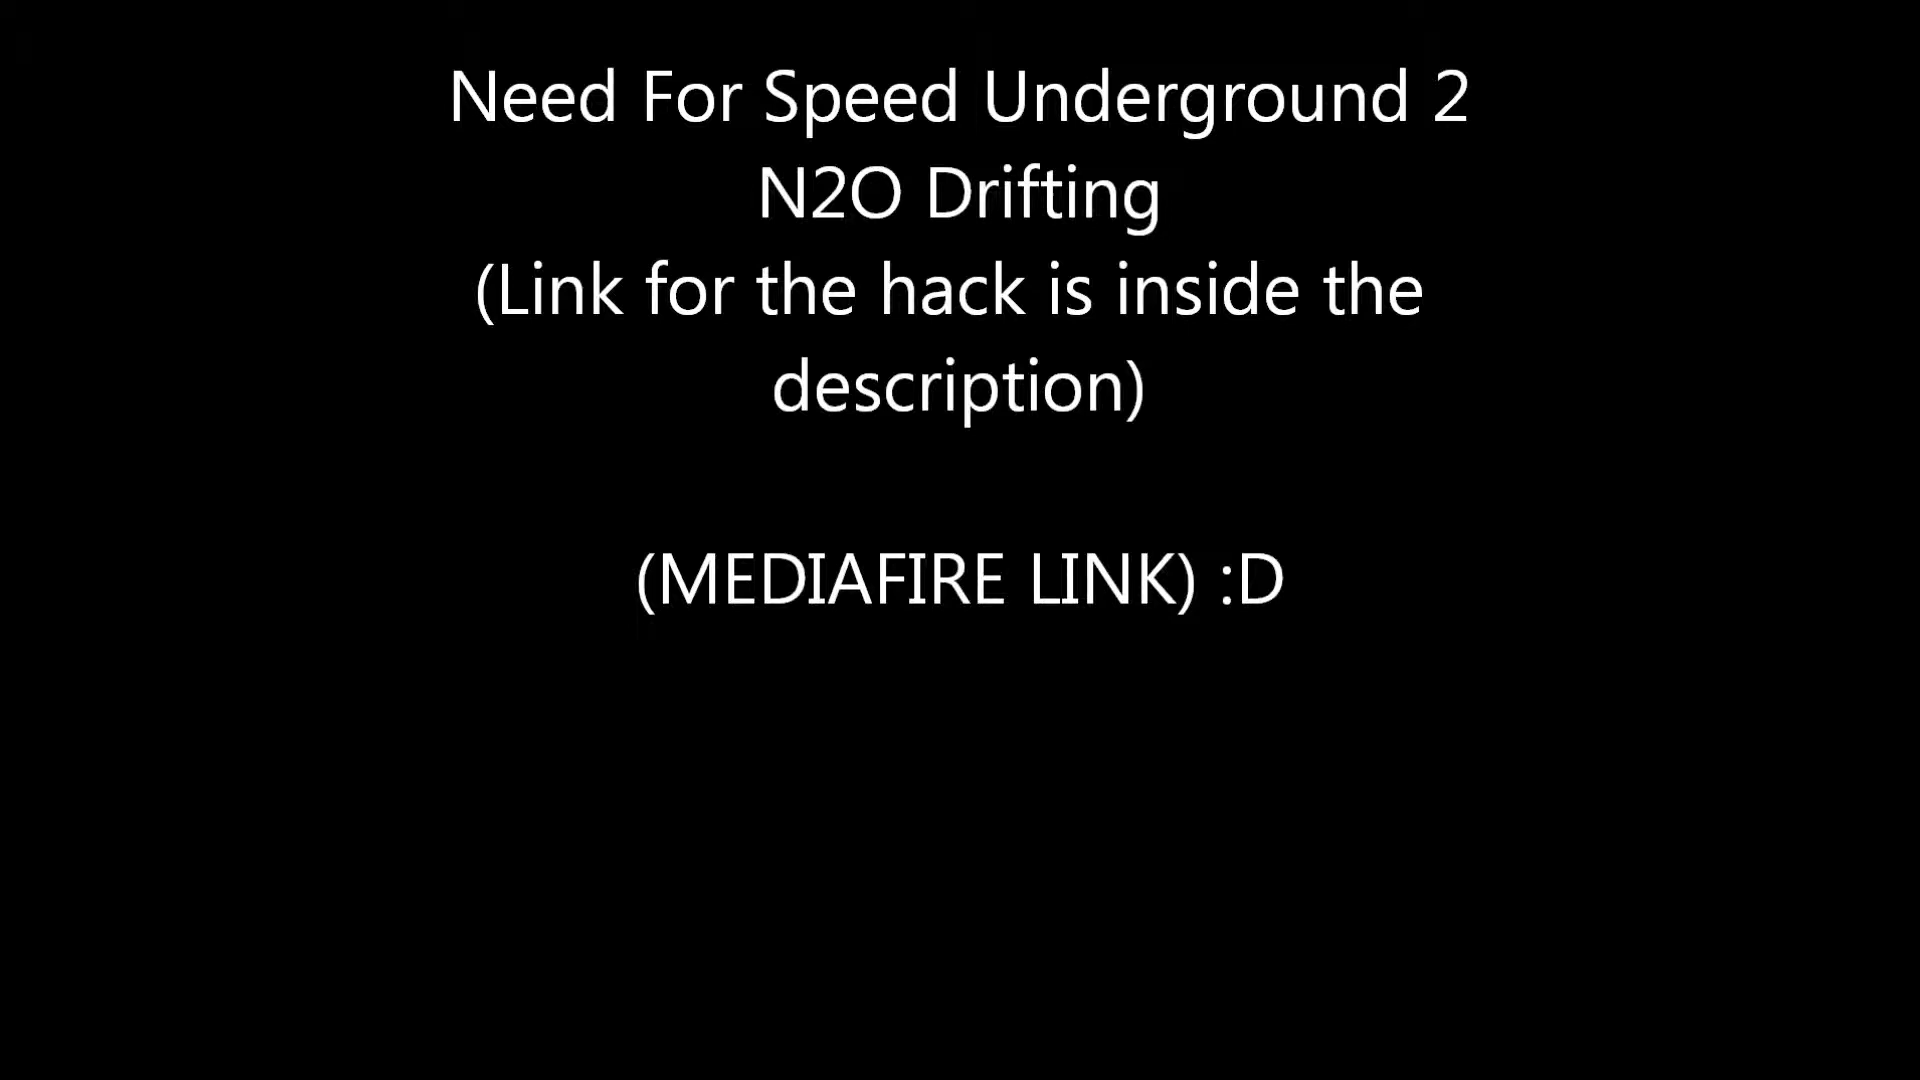 Need For Speed Underground 2
N2O Drifting
(Link for the hack is inside the
description)
(MEDIAFIRE LINK) :D